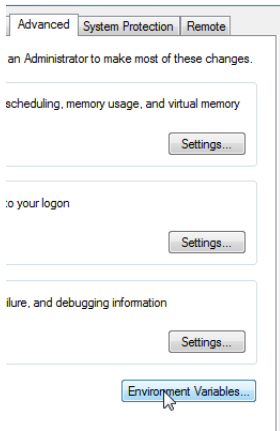 Advanced System Protection Remote
an Administrator to make most of these changes.
scheduling, memory usage, and virtual memory
Settings...
to your logon
Settings...
ilure, and debugging information
Settings...
Environment Variables...